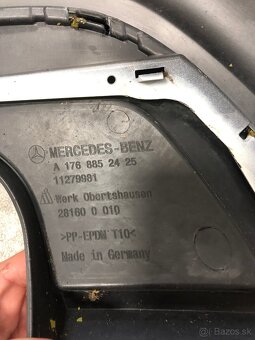 MERCEDES-BENZ
A 176 885 24 25
11279981
Werk Obertshausen
28160 0 010
>PP-EPDM T10<
Made in Germany
Bazos.sk